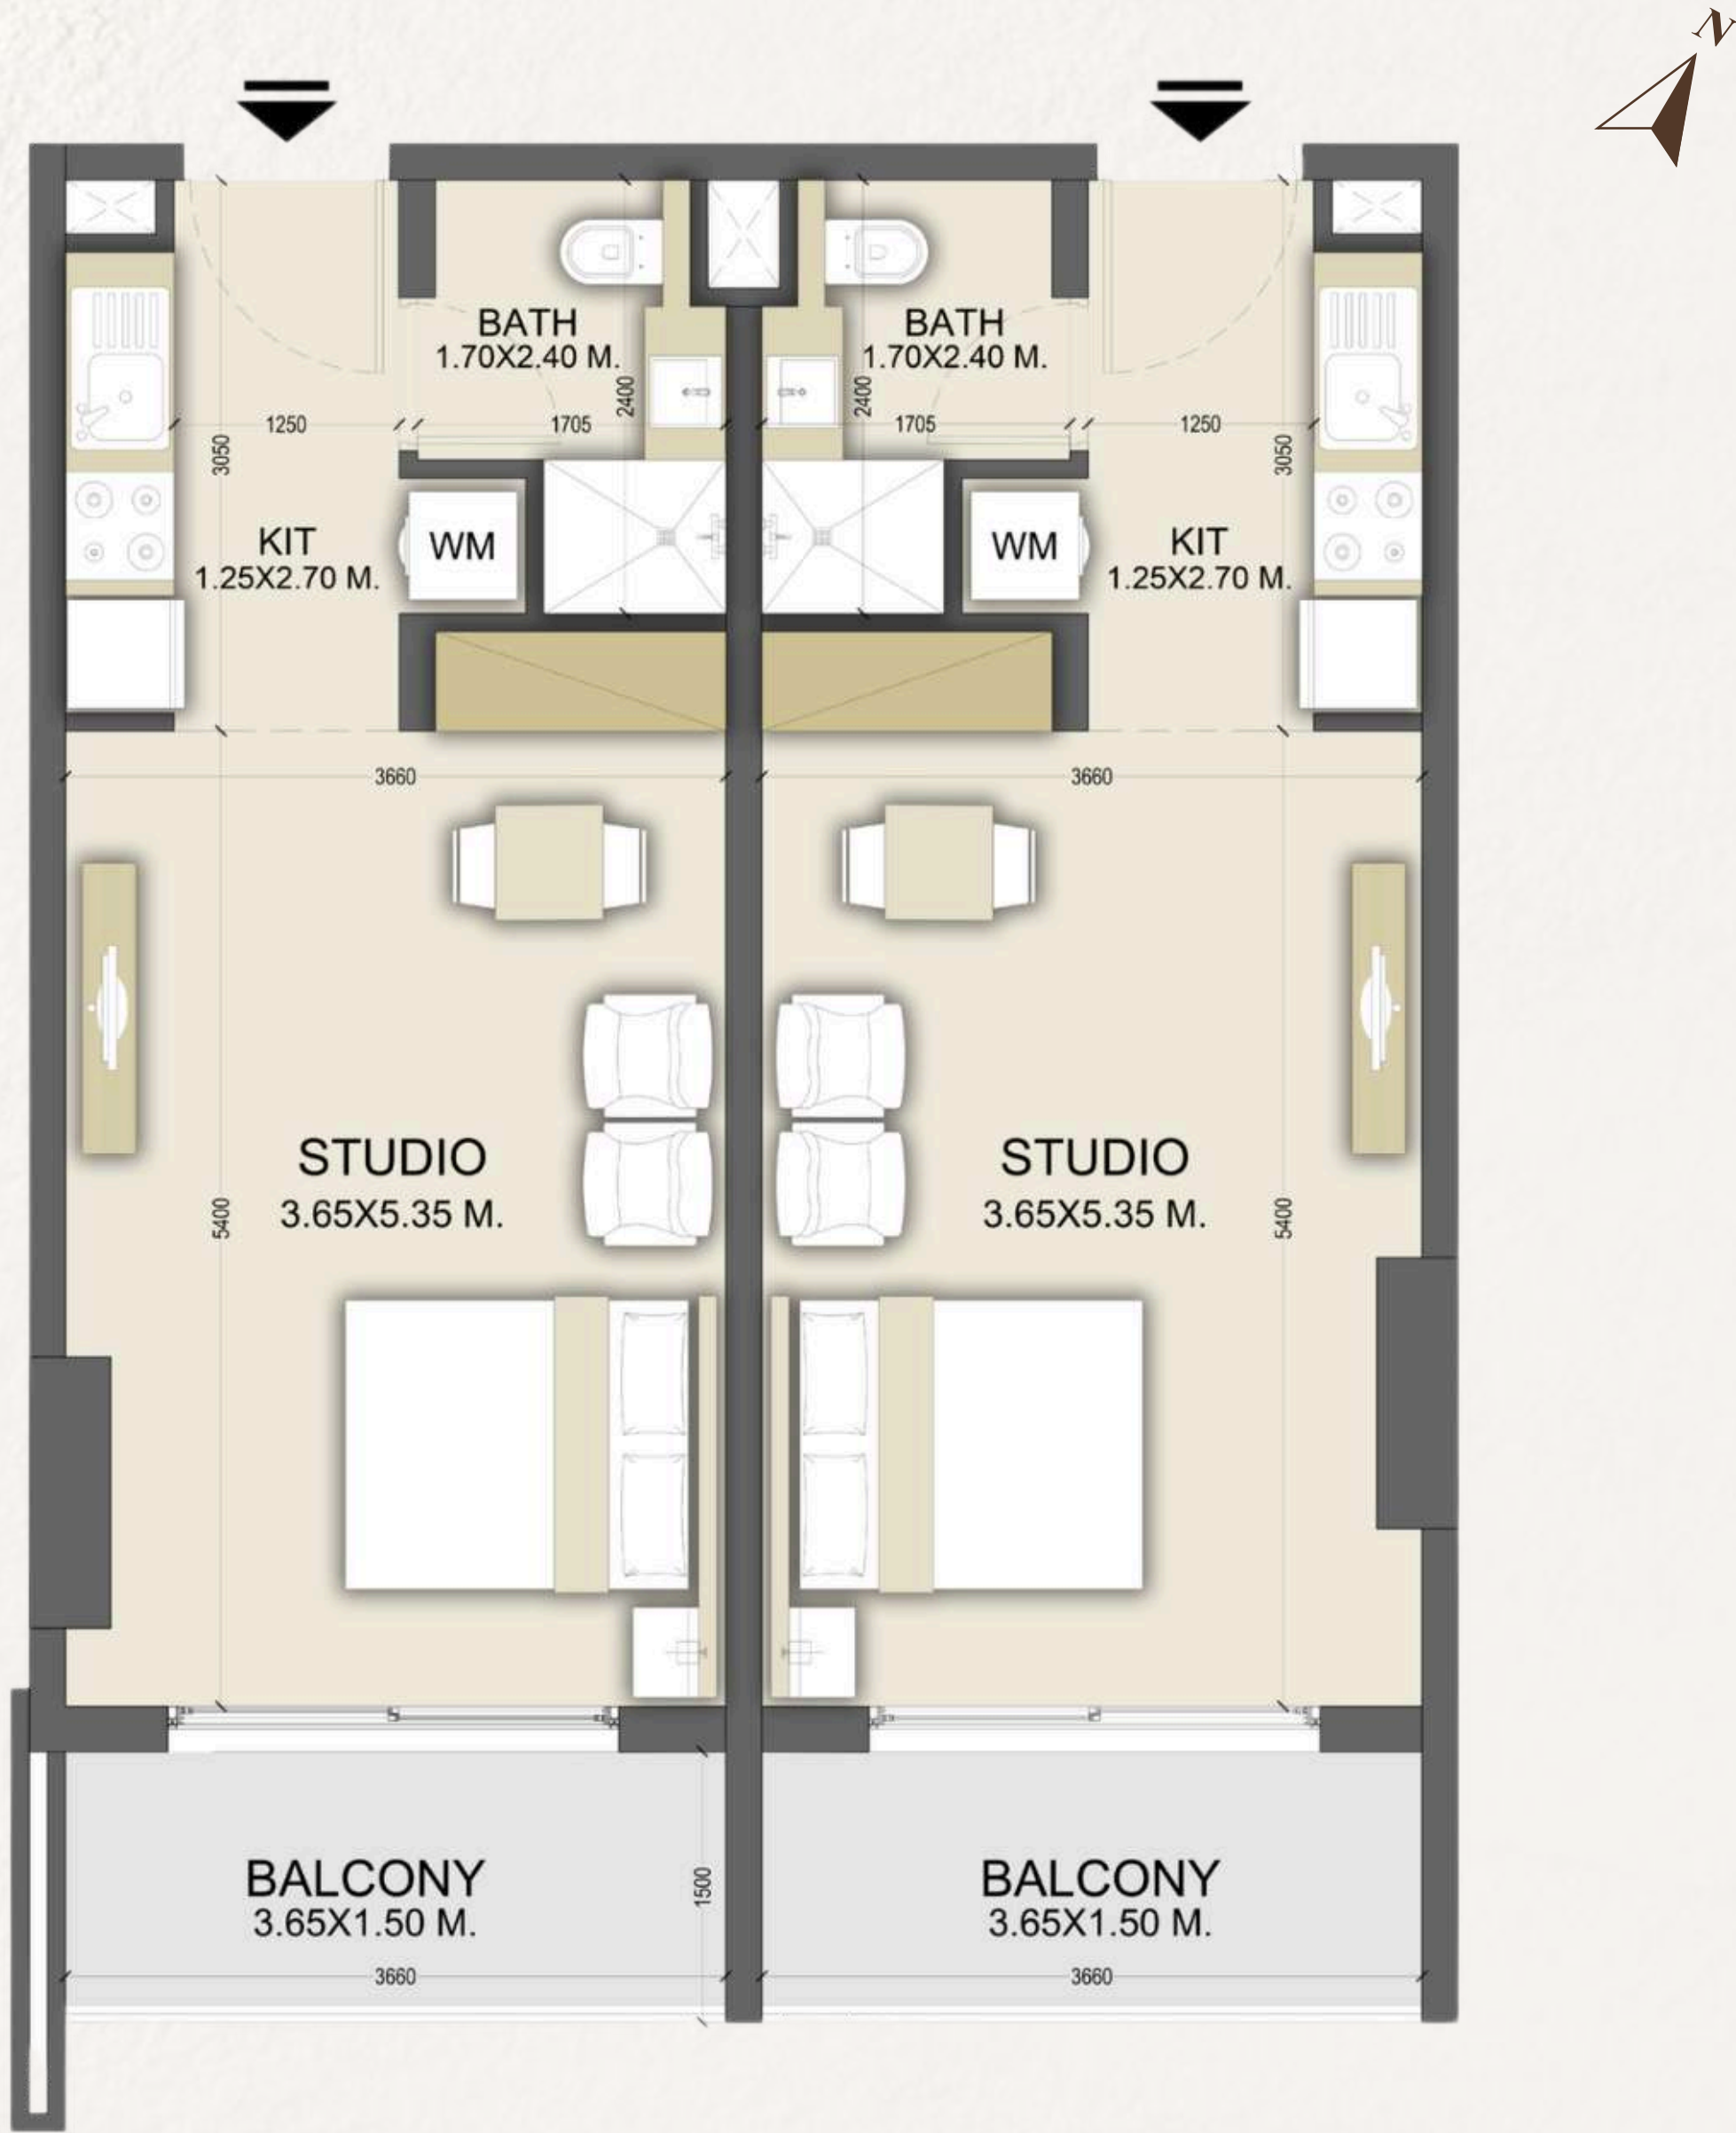 N
BATH
1.70X2.40 M.
BATH
1.70X2.40 M.
2400
2400
1250
1705
1705
1250
3050
3050
KIT
1.25X2.70 M.
WM
WM
KIT
1.25X2.70 M.
3660
3660
STUDIO
3.65X5.35 M.
STUDIO
3.65X5.35 M.
5400
5400
BALCONY
3.65X1.50 M.
1500
BALCONY
3.65X1.50 M.
3660
3660